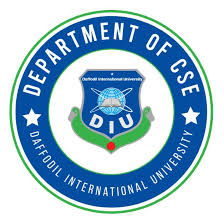 DEPARTMENT OF CSE
Daffodil International University
DIU
DAFFODIL INTERNATIONAL UNIVERSITY